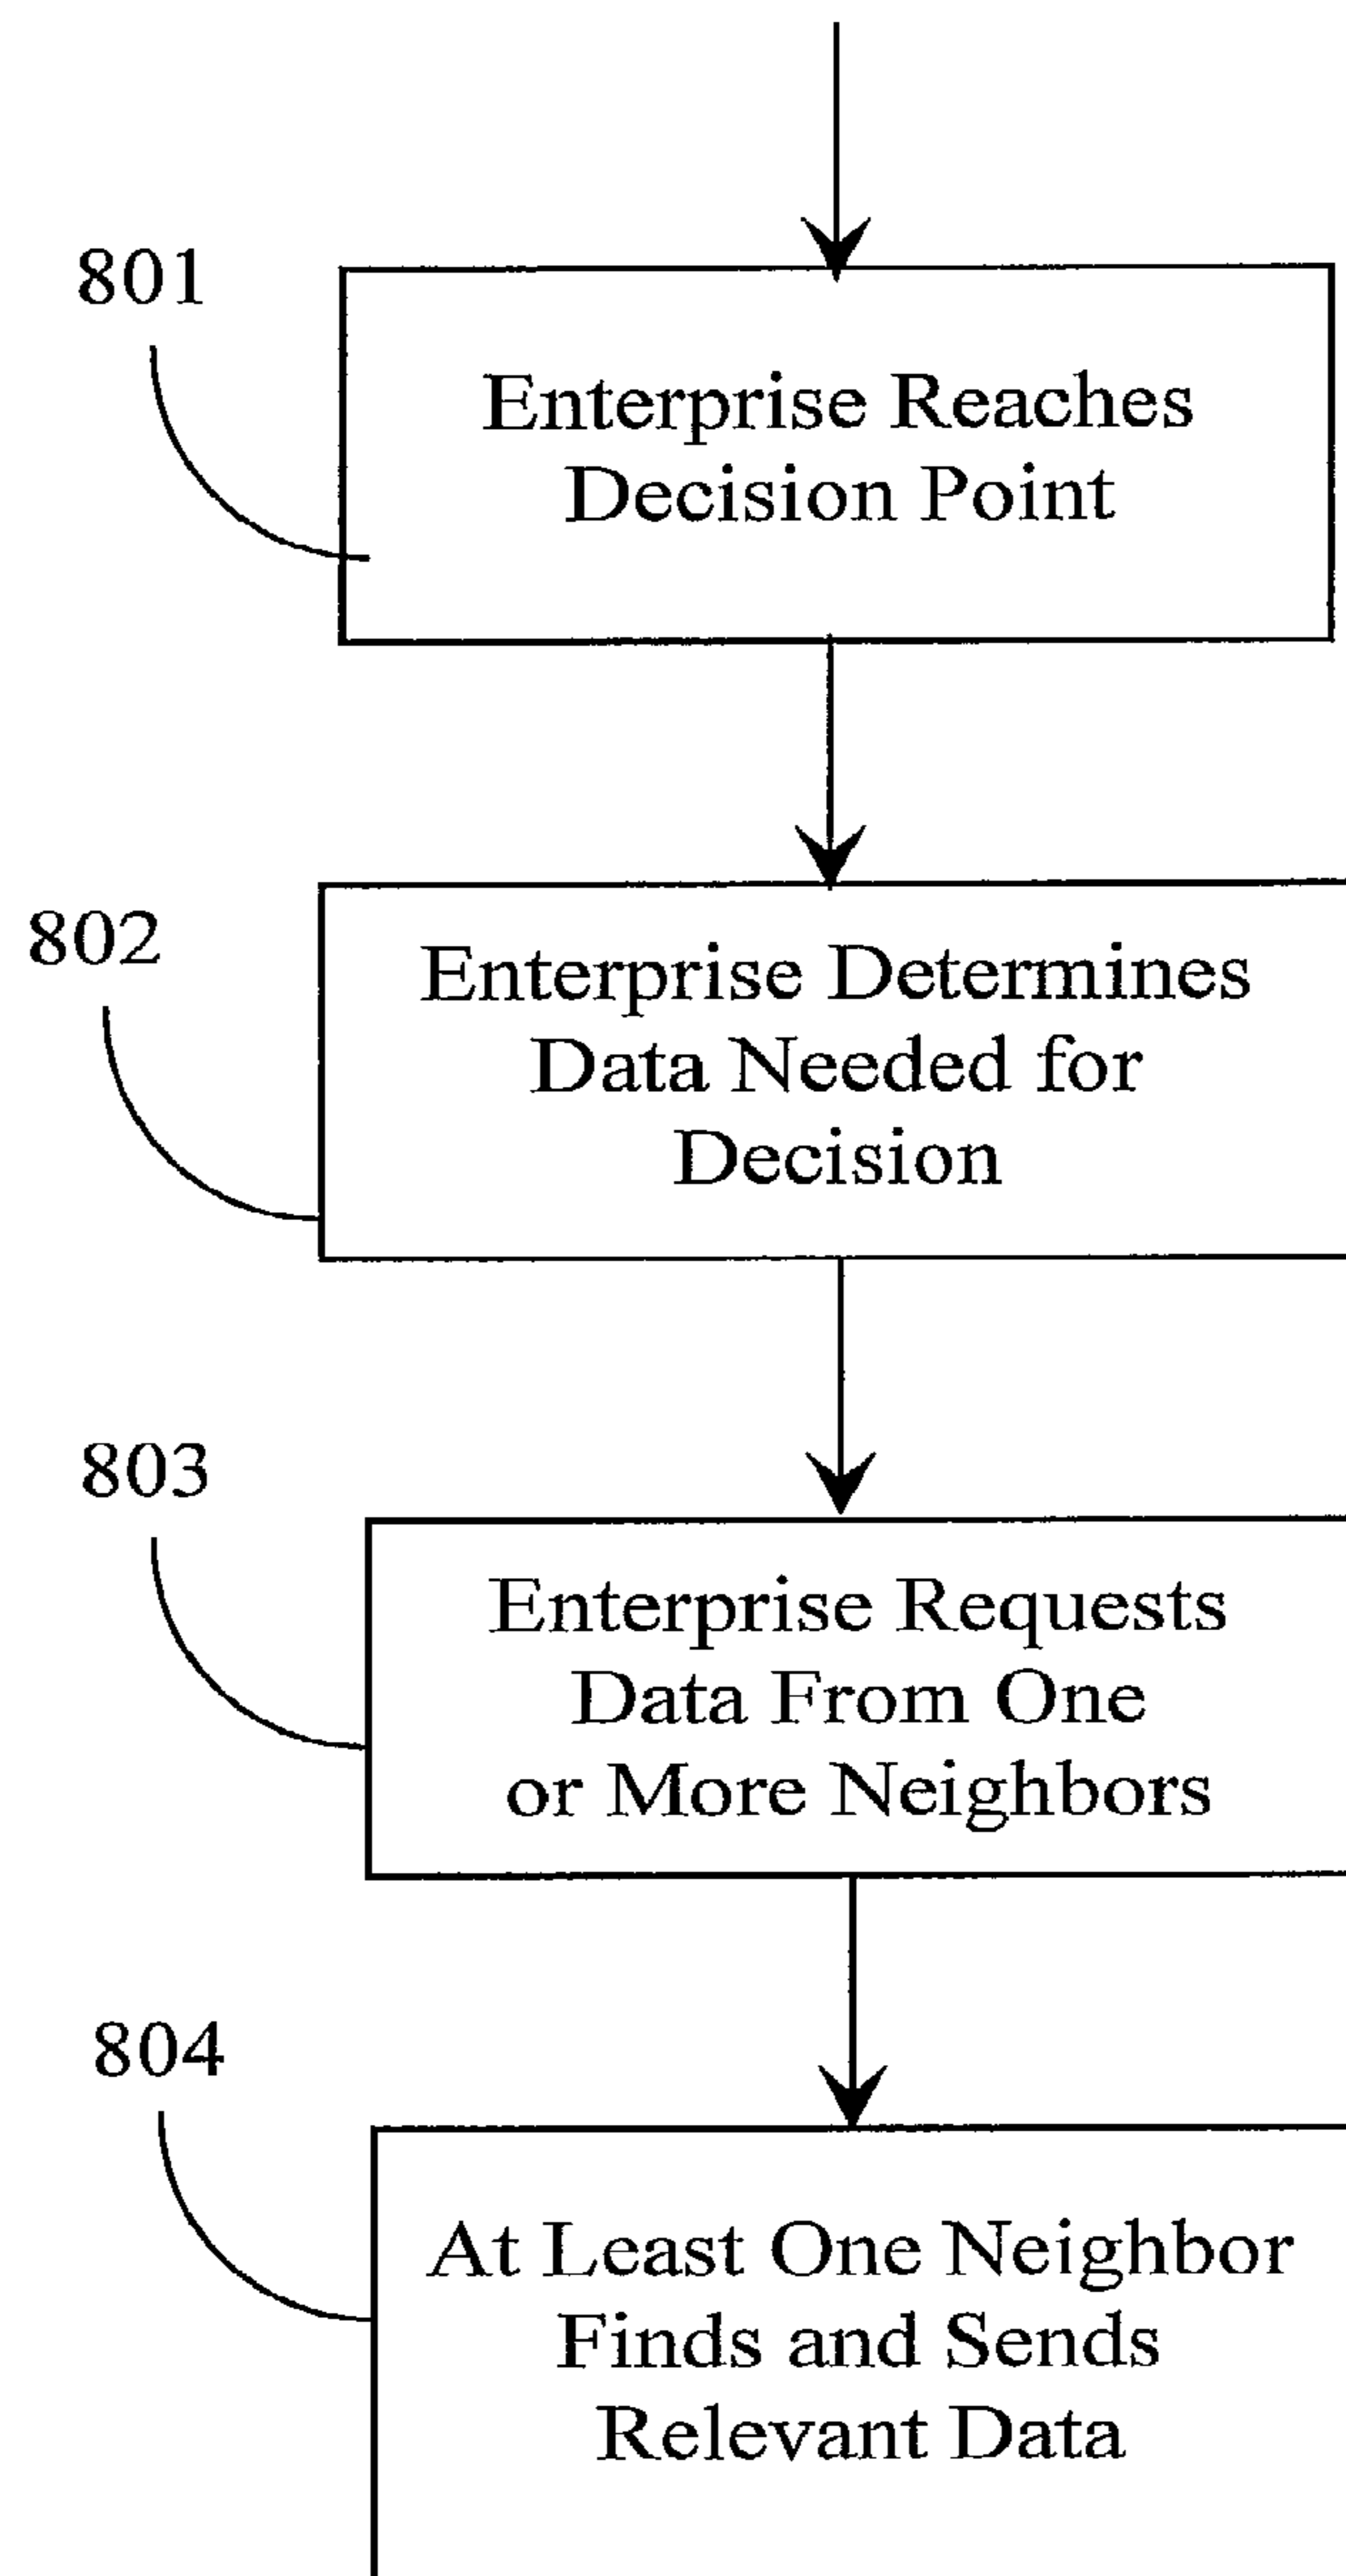 801
Enterprise Reaches
Decision Point
802
Enterprise Determines
Data Needed for
Decision
803
Enterprise Requests
Data From One
or More Neighbors
804
At Least One Neighbor
Finds and Sends
Relevant Data